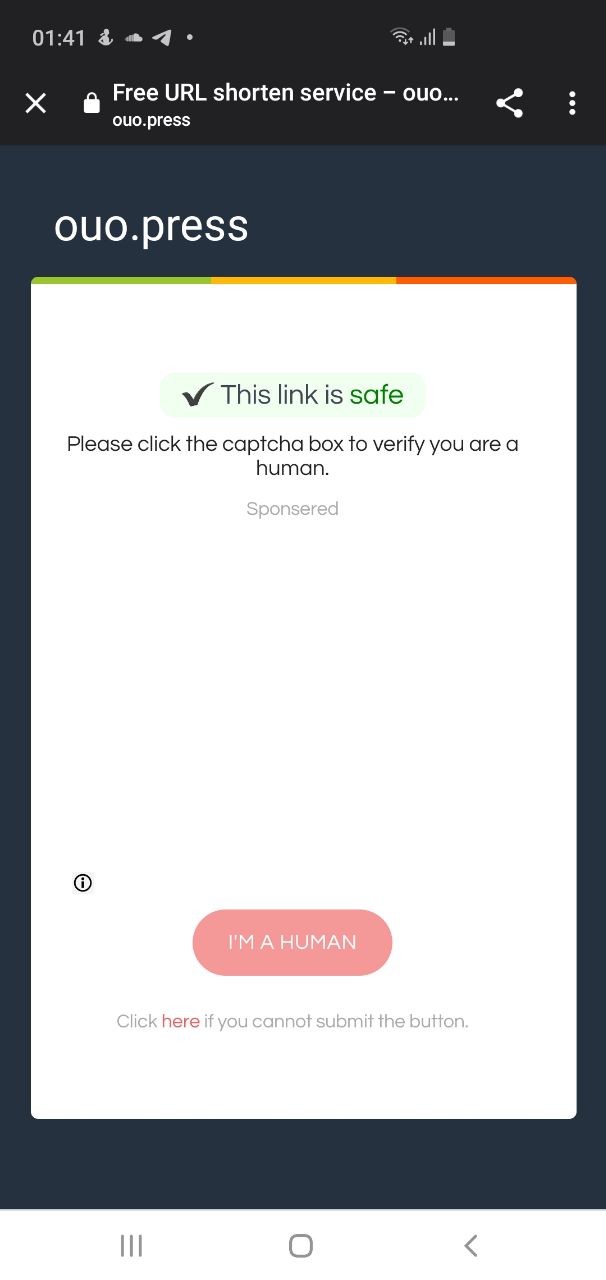 01:41
Free URL shorten service – ouo...
ouo.press
ouo.press
This link is safe
Please click the captcha box to verify you are a
human.
Sponsered
I'M A HUMAN
Click here if you cannot submit the button.